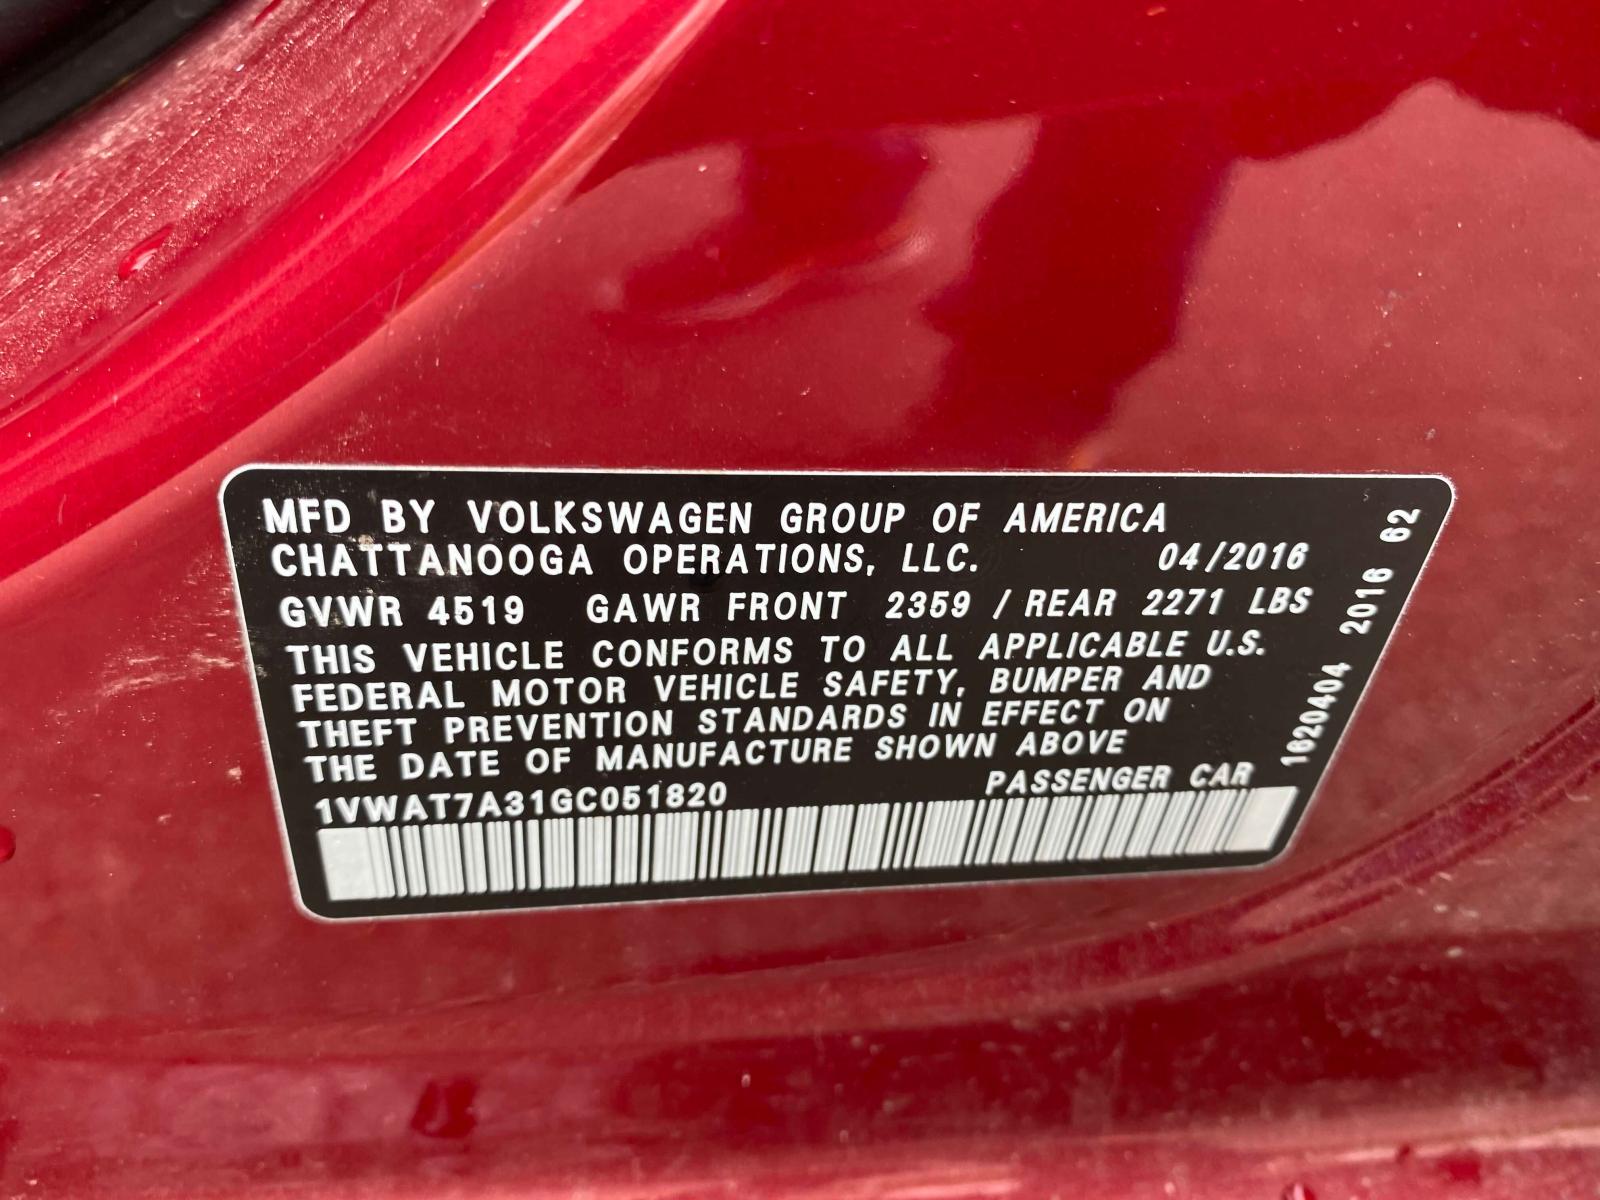 MFD BY VOLKSWAGEN GROUP OF AMERICA
CHATTANOOGA OPERATIONS, LLC. 04/2016
GVWR 4519 GAWR FRONT 2359 / REAR 2271 LBS
THIS VEHICLE CONFORMS TO ALL APPLICABLE U.S.
FEDERAL MOTOR VEHICLE SAFETY, BUMPER AND
THEFT PREVENTION STANDARDS IN EFFECT ON
THE DATE OF MANUFACTURE SHOWN ABOVE
1VWAT7A31GC051820 PASSENGER CAR
1620404 2016 62